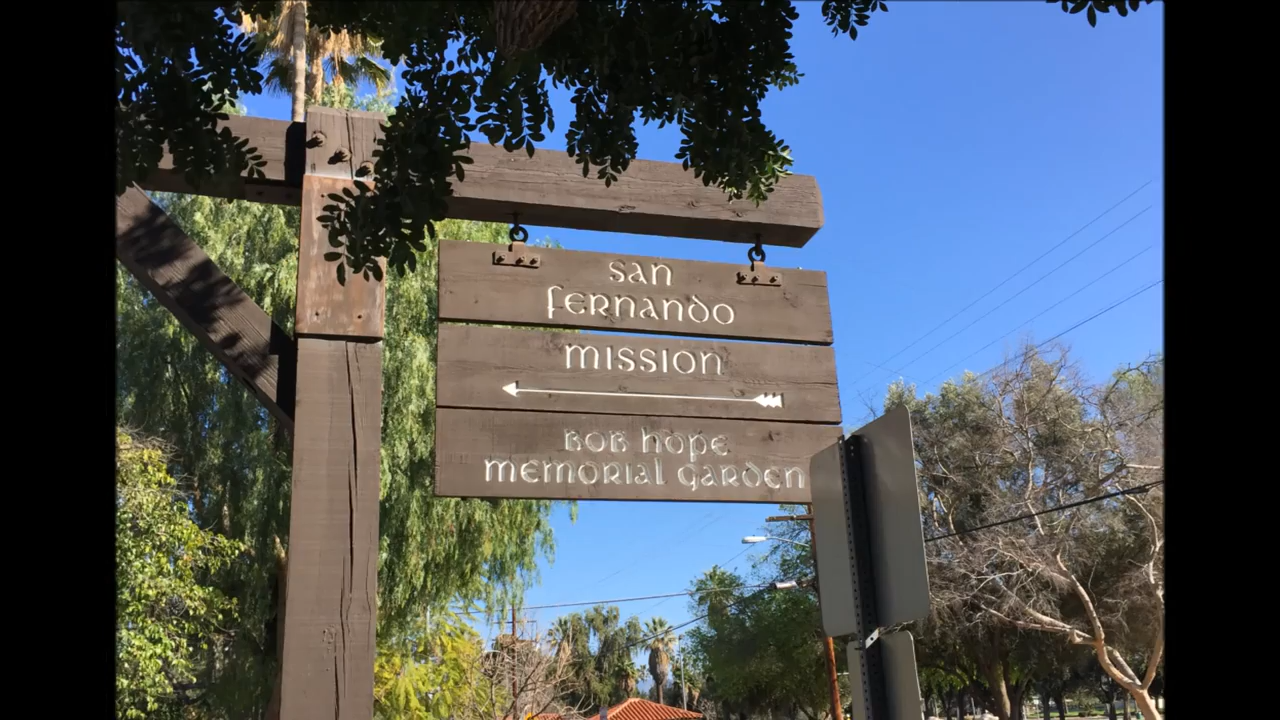 SAN
FERNANDO
MISSION
BOB HOPE
MEMORIAL GARDEN